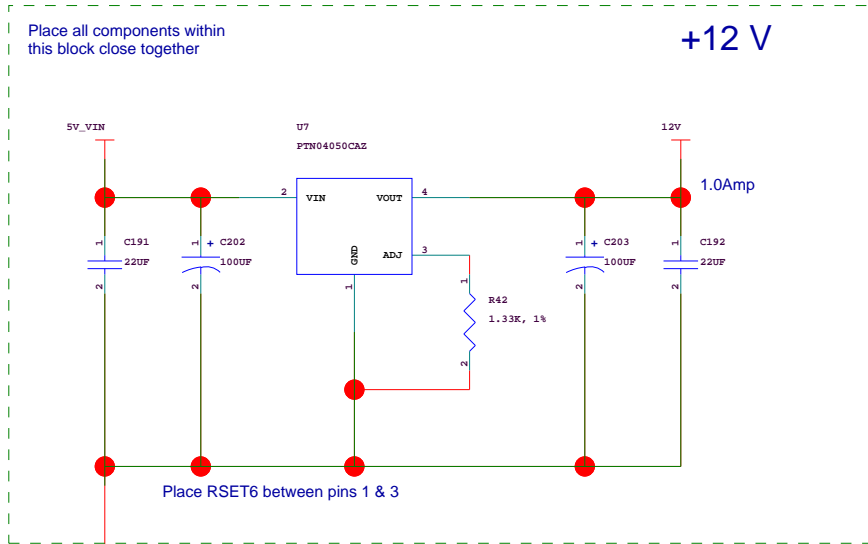 Place all components within
this block close together
+12 V
5V_VIN
U7
PTN04050CAZ
12V
2
VIN
VOUT
4
1.0Amp
1
C191
22UF
2
1
+
C202
100UF
2
GND
1
ADJ
3
1
R42
1.33K, 1%
2
1
+
C203
100UF
2
1
C192
22UF
2
Place RSET6 between pins 1 & 3